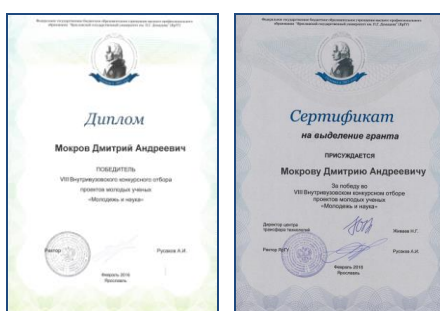 Диплом
Мокров Дмитрий Андреевич
ПОБЕДИТЕЛЬ
VIII Внутривузовского конкурсного отбора
проектов молодых ученых
«Молодежь и наука»
Ректор
Русаков А.И.
Февраль 2016
Ярославль
Сертификат
на выделение гранта
ПРИСУЖДАЕТСЯ
Мокрову Дмитрию Андреевичу
За победу во
VIII Внутривузовском конкурсном отборе
проектов молодых ученых
«Молодежь и наука»
Директор центра
трансфера технологий
Ректор ЯрГУ
Русаков А.И.
Февраль 2016
Ярославль